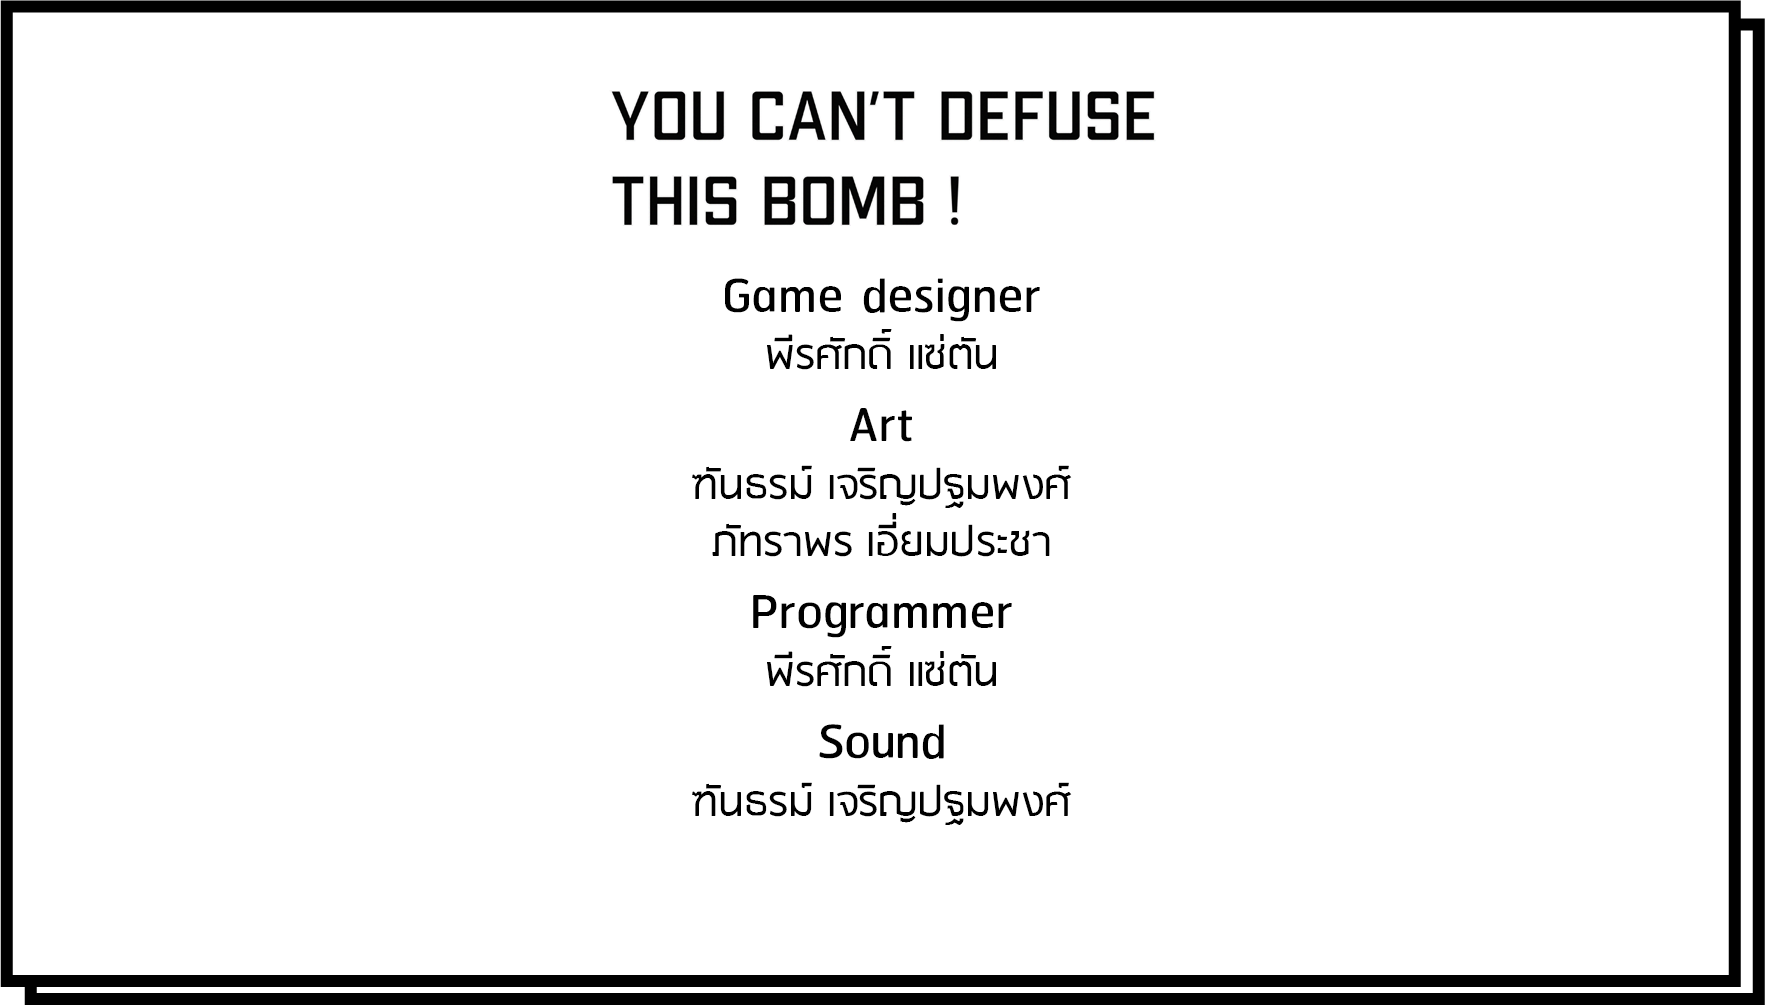 YOU CAN'T DEFUSE
THIS BOMB !
Game designer
พีรศักดิ์ แซ่ตัน
Art
ฑันธรม์ เจริญปฐมพงศ์
ภัทราพร เอี่ยมประชา
Programmer
พีรศักดิ์ แซ่ตัน
Sound
ฑันธรม์ เจริญปฐมพงศ์